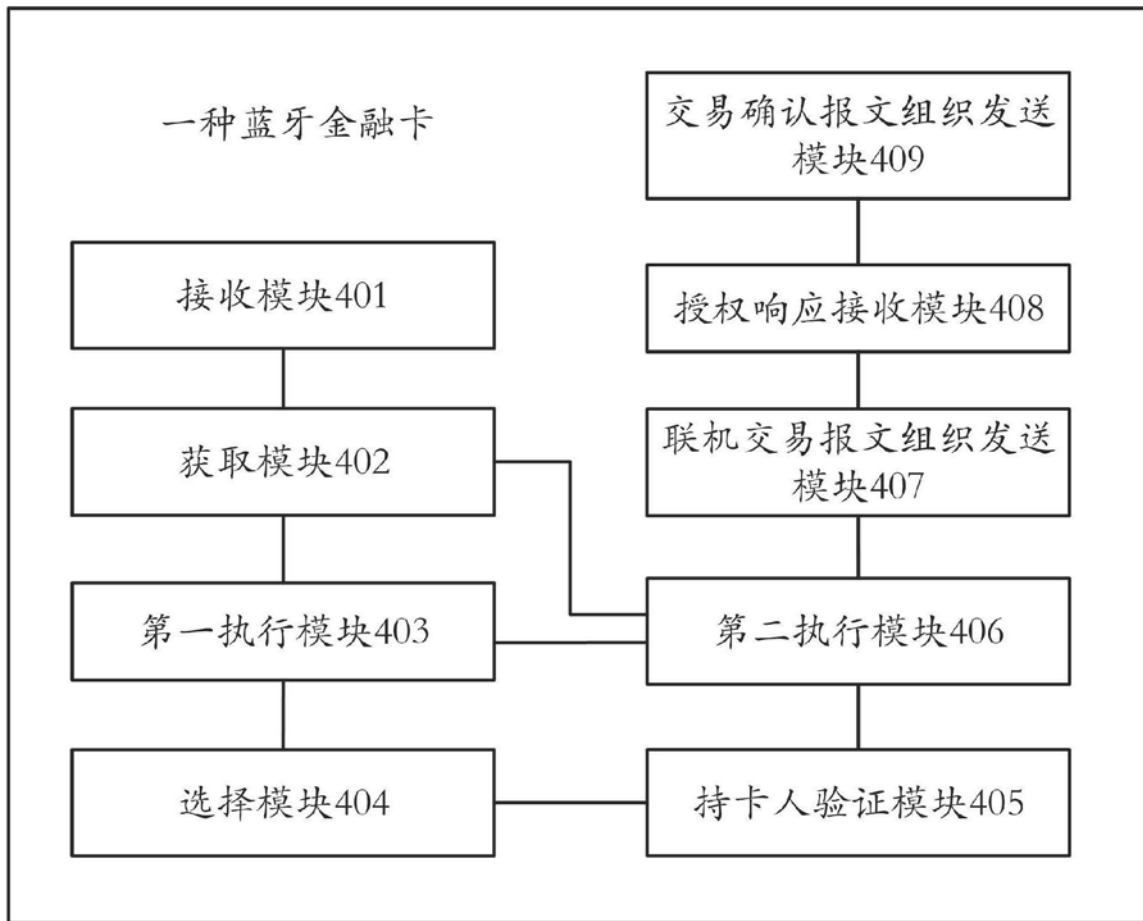 一种蓝牙金融卡
接收模块401
获取模块402
第一执行模块403
选择模块404
交易确认报文组织发送
模块409
授权响应接收模块408
联机交易报文组织发送
模块407
第二执行模块406
持卡人验证模块405